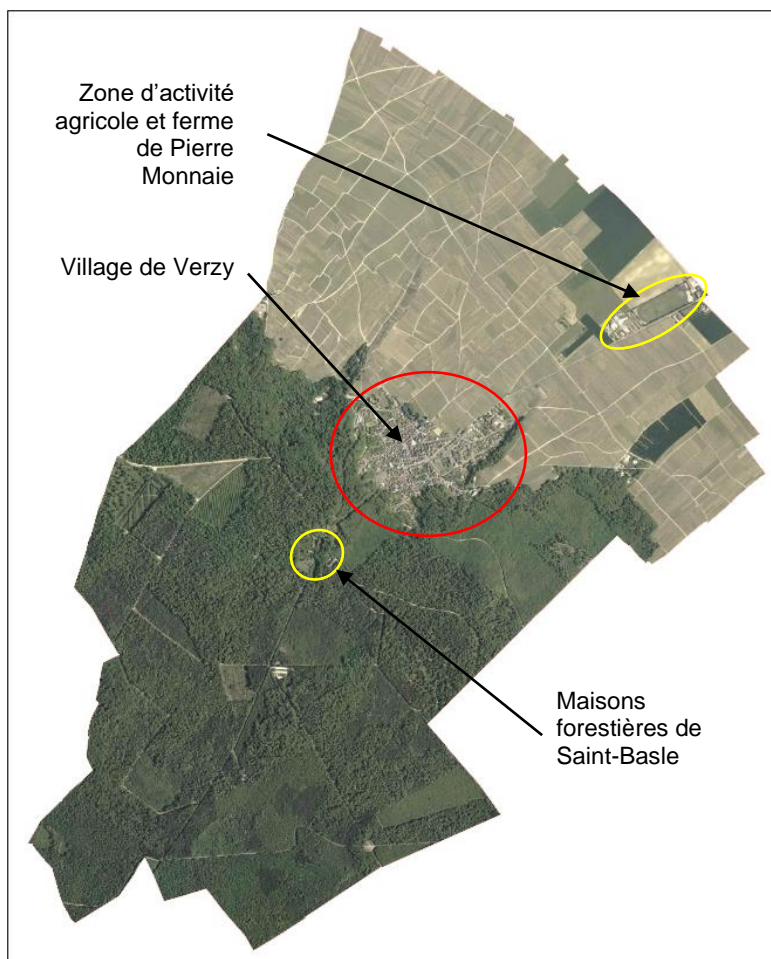 Zone d’activité
agricole et ferme
de Pierre
Monnaie
Village de Verzy
Maisons
forestières de
Saint-Basle